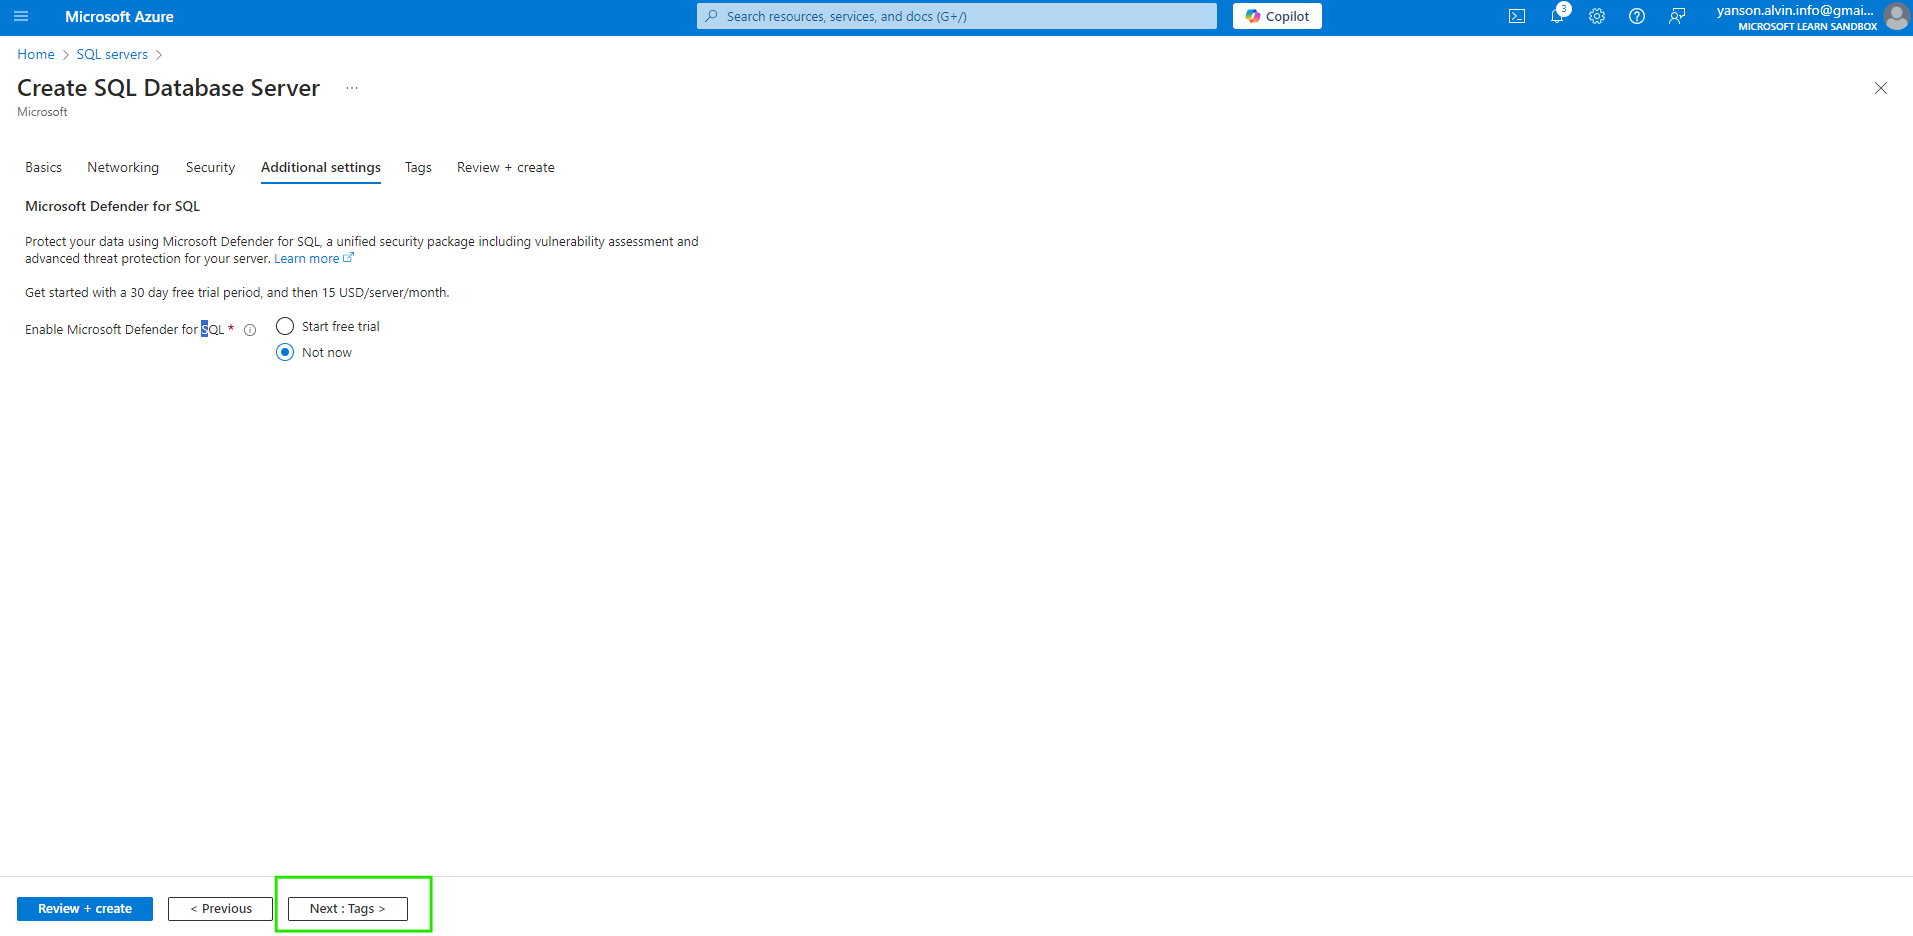 Microsoft Azure
Search resources, services, and docs (G+/)
Copilot
3
yanson.alvin.info@gmai...
MICROSOFT LEARN SANDBOX
Home > SQL servers >
Create SQL Database Server ...
Microsoft
Basics Networking Security Additional settings Tags Review + create
Microsoft Defender for SQL
Protect your data using Microsoft Defender for SQL, a unified security package including vulnerability assessment and
advanced threat protection for your server. Learn more
Get started with a 30 day free trial period, and then 15 USD/server/month.
Enable Microsoft Defender for SQL *
Start free trial
Not now
Review + create
< Previous
Next : Tags >